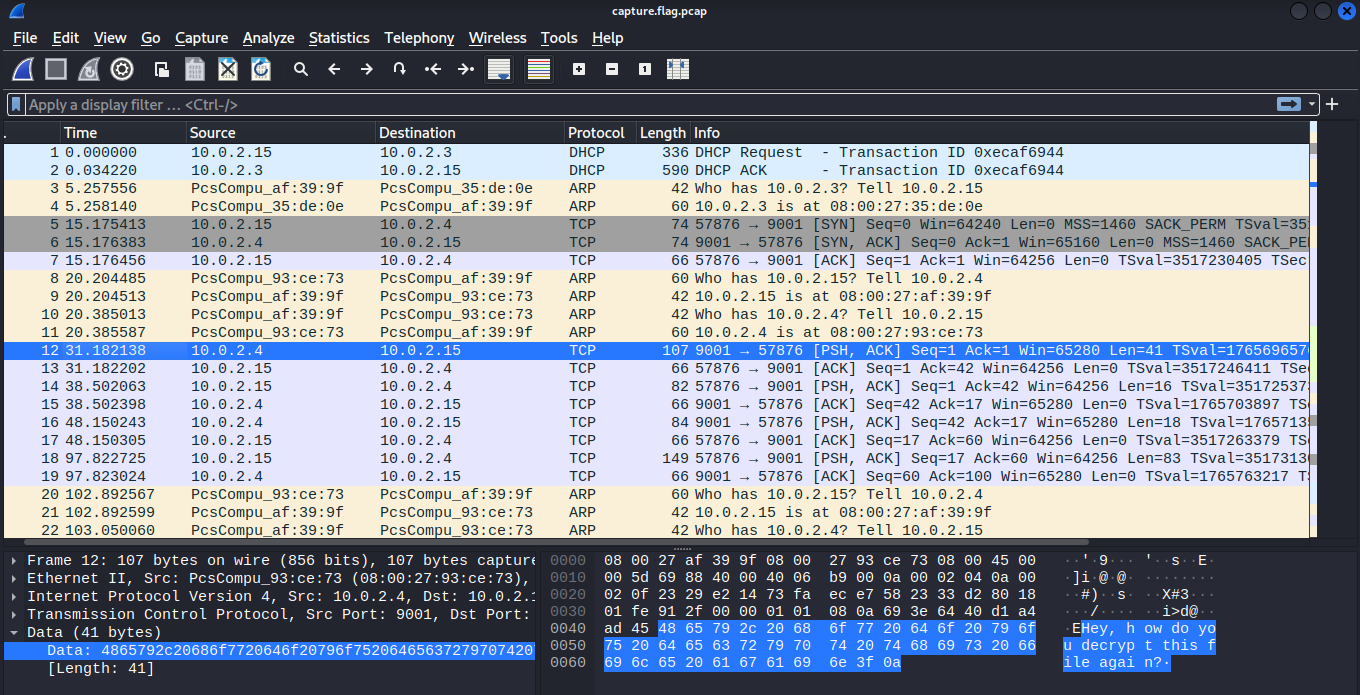 capture.flag.pcap
File Edit View Go Capture Analyze Statistics Telephony Wireless Tools Help
Apply a display filter … <Ctrl-/>
. Time Source Destination Protocol Length Info
1 0.000000 10.0.2.15 10.0.2.3 DHCP 336 DHCP Request  - Transaction ID 0xecaf6944
2 0.034220 10.0.2.3 10.0.2.15 DHCP 590 DHCP ACK      - Transaction ID 0xecaf6944
3 5.257556 PcsCompu_af:39:9f PcsCompu_35:de:0e ARP 42 Who has 10.0.2.3? Tell 10.0.2.15
4 5.258140 PcsCompu_35:de:0e PcsCompu_af:39:9f ARP 60 10.0.2.3 is at 08:00:27:35:de:0e
5 15.175413 10.0.2.15 10.0.2.4 TCP 74 57876 → 9001 [SYN] Seq=0 Win=64240 Len=0 MSS=1460 SACK_PERM TSval=35
6 15.176383 10.0.2.4 10.0.2.15 TCP 74 9001 → 57876 [SYN, ACK] Seq=0 Ack=1 Win=65160 Len=0 MSS=1460 SACK_PE
7 15.176456 10.0.2.15 10.0.2.4 TCP 66 57876 → 9001 [ACK] Seq=1 Ack=1 Win=64256 Len=0 TSval=3517230405 TSec
8 20.204485 PcsCompu_93:ce:73 PcsCompu_af:39:9f ARP 60 Who has 10.0.2.15? Tell 10.0.2.4
9 20.204513 PcsCompu_af:39:9f PcsCompu_93:ce:73 ARP 42 10.0.2.15 is at 08:00:27:af:39:9f
10 20.385013 PcsCompu_af:39:9f PcsCompu_93:ce:73 ARP 42 Who has 10.0.2.4? Tell 10.0.2.15
11 20.385587 PcsCompu_93:ce:73 PcsCompu_af:39:9f ARP 60 10.0.2.4 is at 08:00:27:93:ce:73
12 31.182138 10.0.2.4 10.0.2.15 TCP 107 9001 → 57876 [PSH, ACK] Seq=1 Ack=1 Win=65280 Len=41 TSval=176569657
13 31.182202 10.0.2.15 10.0.2.4 TCP 66 57876 → 9001 [ACK] Seq=1 Ack=42 Win=64256 Len=0 TSval=3517246411 TSe
14 38.502063 10.0.2.15 10.0.2.4 TCP 82 57876 → 9001 [PSH, ACK] Seq=1 Ack=42 Win=64256 Len=16 TSval=351725373
15 38.502398 10.0.2.4 10.0.2.15 TCP 66 9001 → 57876 [ACK] Seq=42 Ack=17 Win=65280 Len=0 TSval=1765703897 TS
16 48.150243 10.0.2.4 10.0.2.15 TCP 84 9001 → 57876 [PSH, ACK] Seq=42 Ack=17 Win=65280 Len=18 TSval=1765713
17 48.150305 10.0.2.15 10.0.2.4 TCP 66 57876 → 9001 [ACK] Seq=17 Ack=60 Win=64256 Len=0 TSval=3517263379 TS
18 97.822725 10.0.2.15 10.0.2.4 TCP 149 57876 → 9001 [PSH, ACK] Seq=17 Ack=60 Win=64256 Len=83 TSval=3517313
19 97.823024 10.0.2.4 10.0.2.15 TCP 66 9001 → 57876 [ACK] Seq=60 Ack=100 Win=65280 Len=0 TSval=1765763217 T
20 102.892567 PcsCompu_93:ce:73 PcsCompu_af:39:9f ARP 60 Who has 10.0.2.15? Tell 10.0.2.4
21 102.892599 PcsCompu_af:39:9f PcsCompu_93:ce:73 ARP 42 10.0.2.15 is at 08:00:27:af:39:9f
22 103.050060 PcsCompu_af:39:9f PcsCompu_93:ce:73 ARP 42 Who has 10.0.2.4? Tell 10.0.2.15
Frame 12: 107 bytes on wire (856 bits), 107 bytes capture
Ethernet II, Src: PcsCompu_93:ce:73 (08:00:27:93:ce:73),
Internet Protocol Version 4, Src: 10.0.2.4, Dst: 10.0.2.1
Transmission Control Protocol, Src Port: 9001, Dst Port:
Data (41 bytes)
Data: 4865792c20686f7720646f20796f75206465637279707420
[Length: 41]
0000 08 00 27 af 39 9f 08 00 27 93 ce 73 08 00 45 00 ··'·9··· '··s··E·
0010 00 5d 69 88 40 00 40 06 b9 00 0a 00 02 04 0a 00 ·]i·@·@· ········
0020 02 0f 23 29 e2 14 73 fa ec e7 58 23 33 d2 80 18 ··#)··s· ··X#3···
0030 01 fe 91 2f 00 00 01 01 08 0a 69 3e 64 40 d1 a4 ···/···· ··i>d@··
0040 ad 45 48 65 79 2c 20 68 6f 77 20 64 6f 20 79 6f ·EHey, h ow do yo
0050 75 20 64 65 63 72 79 70 74 20 74 68 69 73 20 66 u decryp t this f
0060 69 6c 65 20 61 67 61 69 6e 3f 0a ile agai n?·